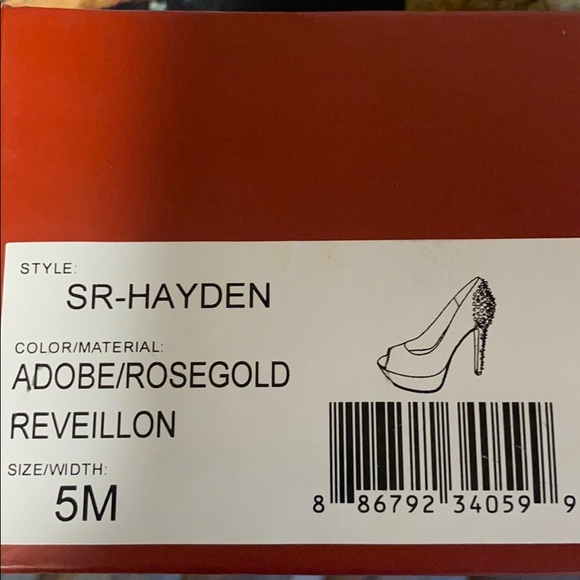 STYLE:
SR-HAYDEN
COLOR/MATERIAL:
ADOBE/ROSEGOLD
REVEILLON
SIZE/WIDTH:
5M
8 86792 34059 9